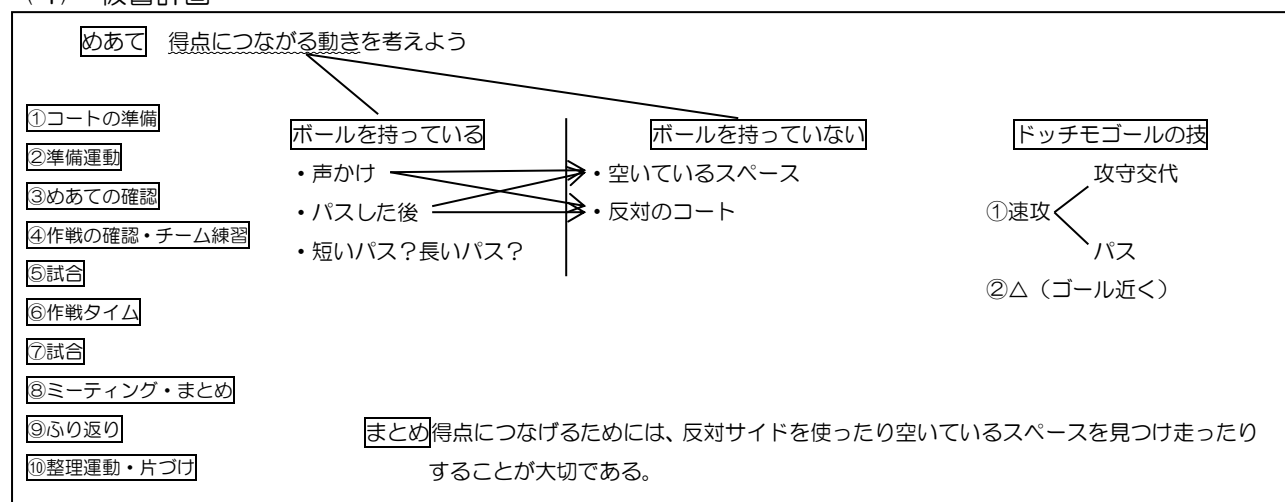 (4) 板書計画
めあて 得点につながる動きを考えよう
①コートの準備
②準備運動
③めあての確認
④作戦の確認・チーム練習
⑤試合
⑥作戦タイム
⑦試合
⑧ミーティング・まとめ
⑨ふり返り
⑩整理運動・片づけ
ボールを持っている
・声かけ
・パスした後
・短いパス？長いパス？
ボールを持っていない
・空いているスペース
・反対のコート
ドッチモゴールの技
攻守交代
①速攻
パス
②△（ゴール近く）
まとめ得点につなげるためには、反対サイドを使ったり空いているスペースを見つけ走ったり
することが大切である。